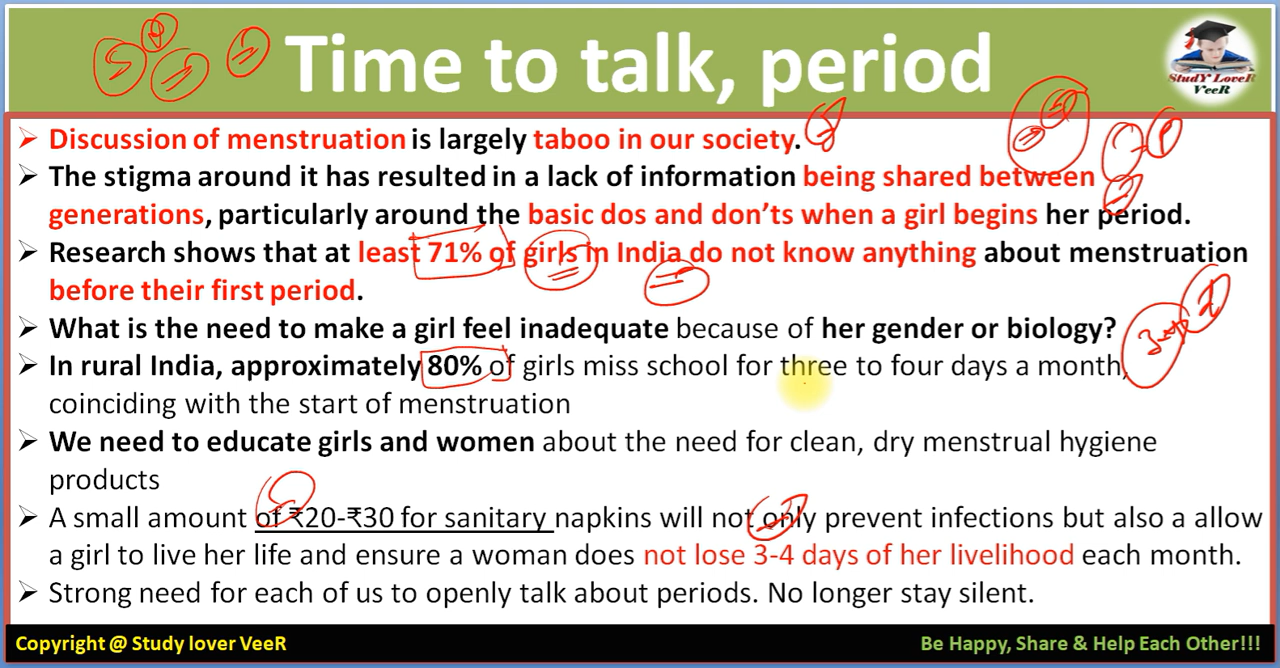 Time to talk, period
StudY LoveR
VeeR
➢ Discussion of menstruation is largely taboo in our society.
➢ The stigma around it has resulted in a lack of information being shared between
generations, particularly around the basic dos and don'ts when a girl begins her period.
➢ Research shows that at least 71% of girls in India do not know anything about menstruation
before their first period.
➢ What is the need to make a girl feel inadequate because of her gender or biology?
➢ In rural India, approximately 80% of girls miss school for three to four days a month,
coinciding with the start of menstruation
➢ We need to educate girls and women about the need for clean, dry menstrual hygiene
products
➢ A small amount of ₹20-₹30 for sanitary napkins will not only prevent infections but also a allow
a girl to live her life and ensure a woman does not lose 3-4 days of her livelihood each month.
➢ Strong need for each of us to openly talk about periods. No longer stay silent.
Copyright @ Study lover VeeR
Be Happy, Share & Help Each Other!!!